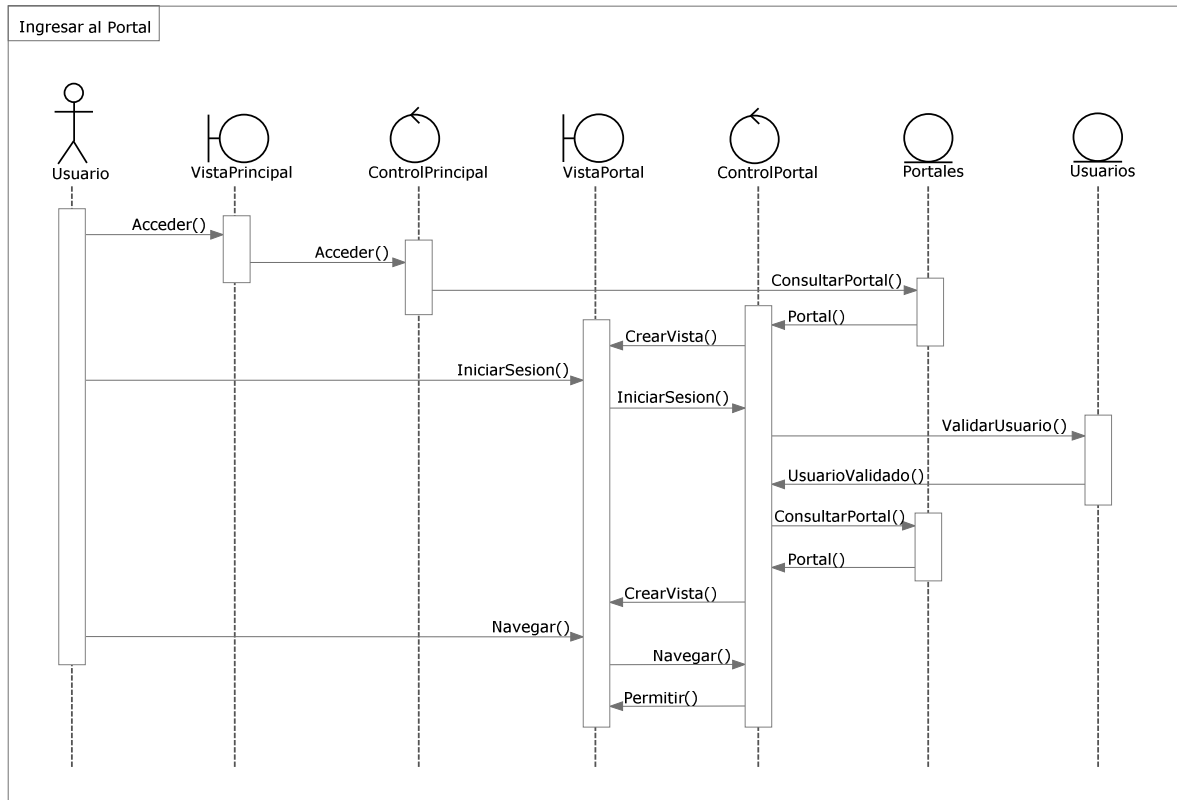 Ingresar al Portal
Usuario
VistaPrincipal
ControlPrincipal
VistaPortal
ControlPortal
Portales
Usuarios
Acceder()
Acceder()
ConsultarPortal()
Portal()
CrearVista()
IniciarSesion()
IniciarSesion()
ValidarUsuario()
UsuarioValidado()
ConsultarPortal()
Portal()
CrearVista()
Navegar()
Navegar()
Permitir()